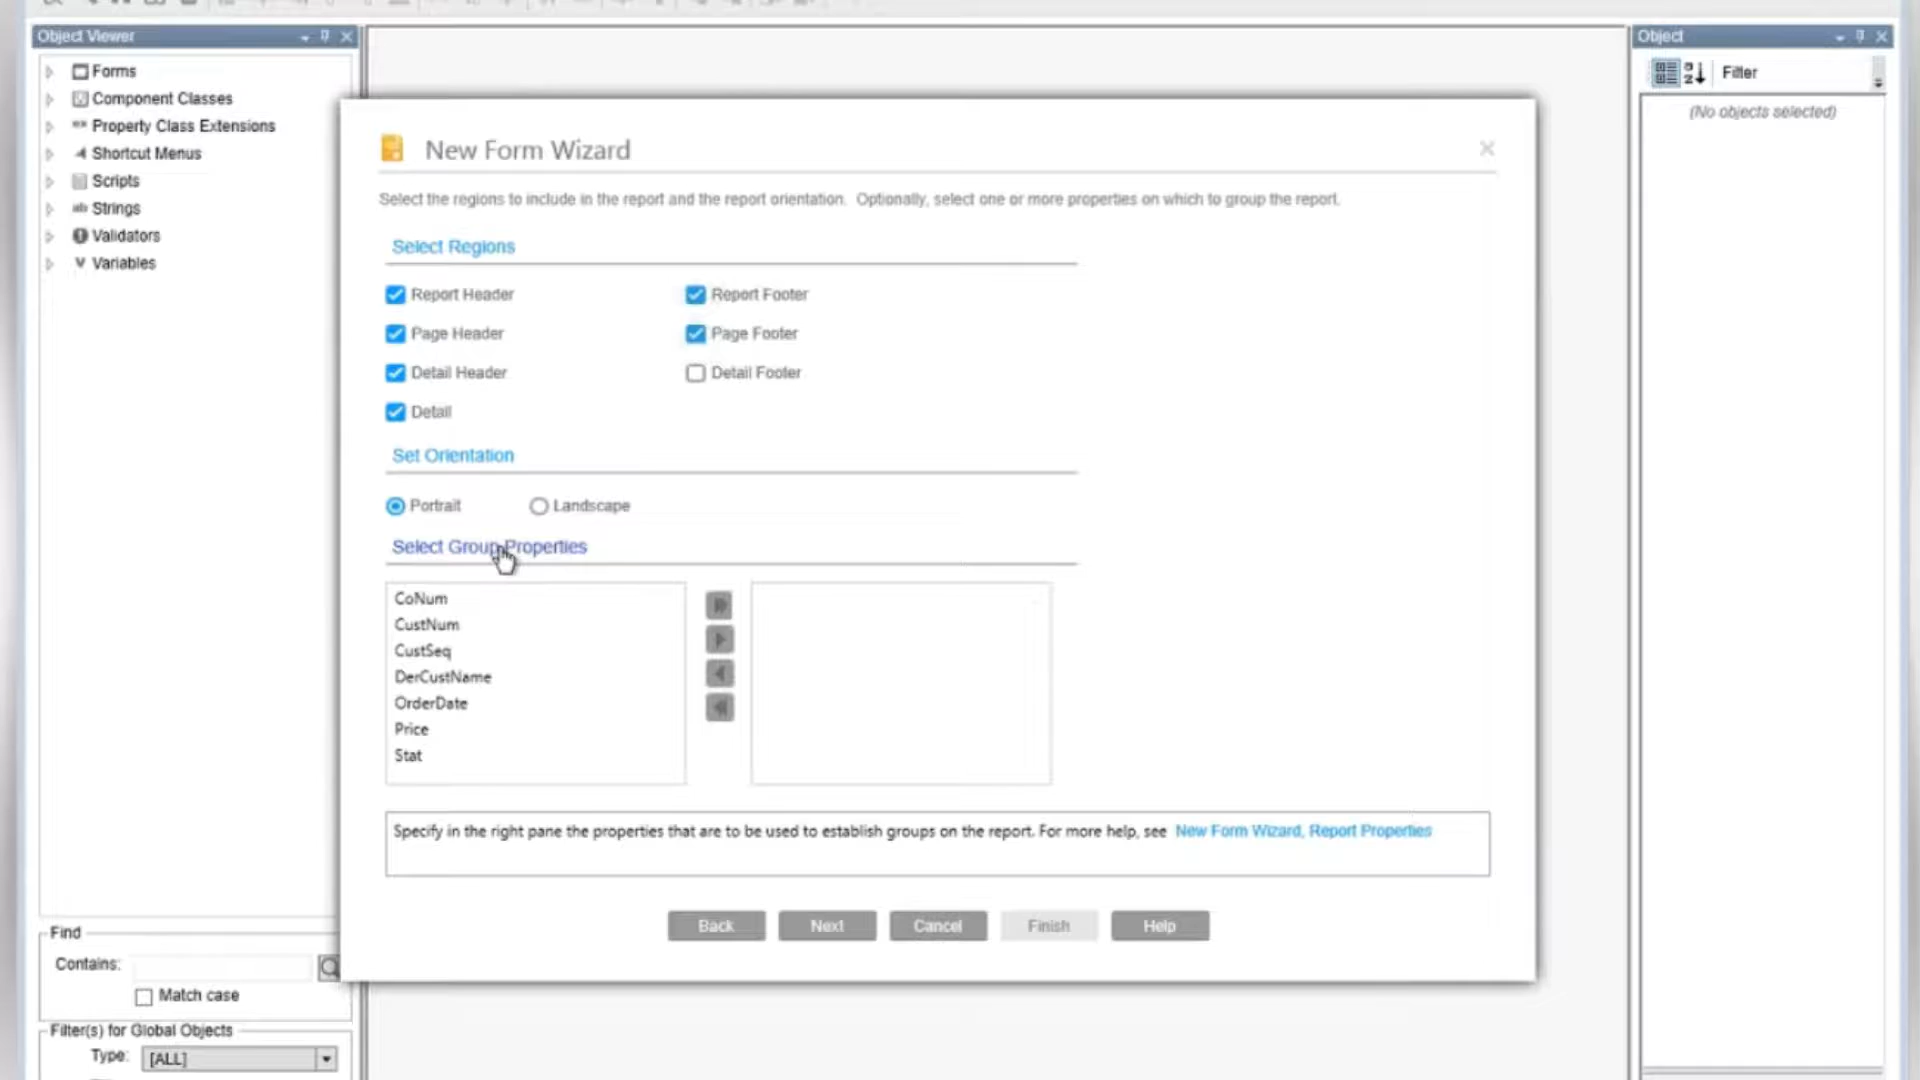 Object Viewer
Forms
Component Classes
Property Class Extensions
Shortcut Menus
Scripts
Strings
Validators
Variables
New Form Wizard
Select the regions to include in the report and the report orientation. Optionally, select one or more properties on which to group the report.
Select Regions
Report Header
Report Footer
Page Header
Page Footer
Detail Header
Detail Footer
Detail
Set Orientation
Portrait
Landscape
Select Group Properties
CoNum
CustNum
CustSeq
DerCustName
OrderDate
Price
Stat
Specify in the right pane the properties that are to be used to establish groups on the report. For more help, see New Form Wizard, Report Properties
Back
Next
Cancel
Finish
Help
Find
Contains:
Match case
Filter(s) for Global Objects
Type: [ALL]
Object
Filter
(No objects selected)